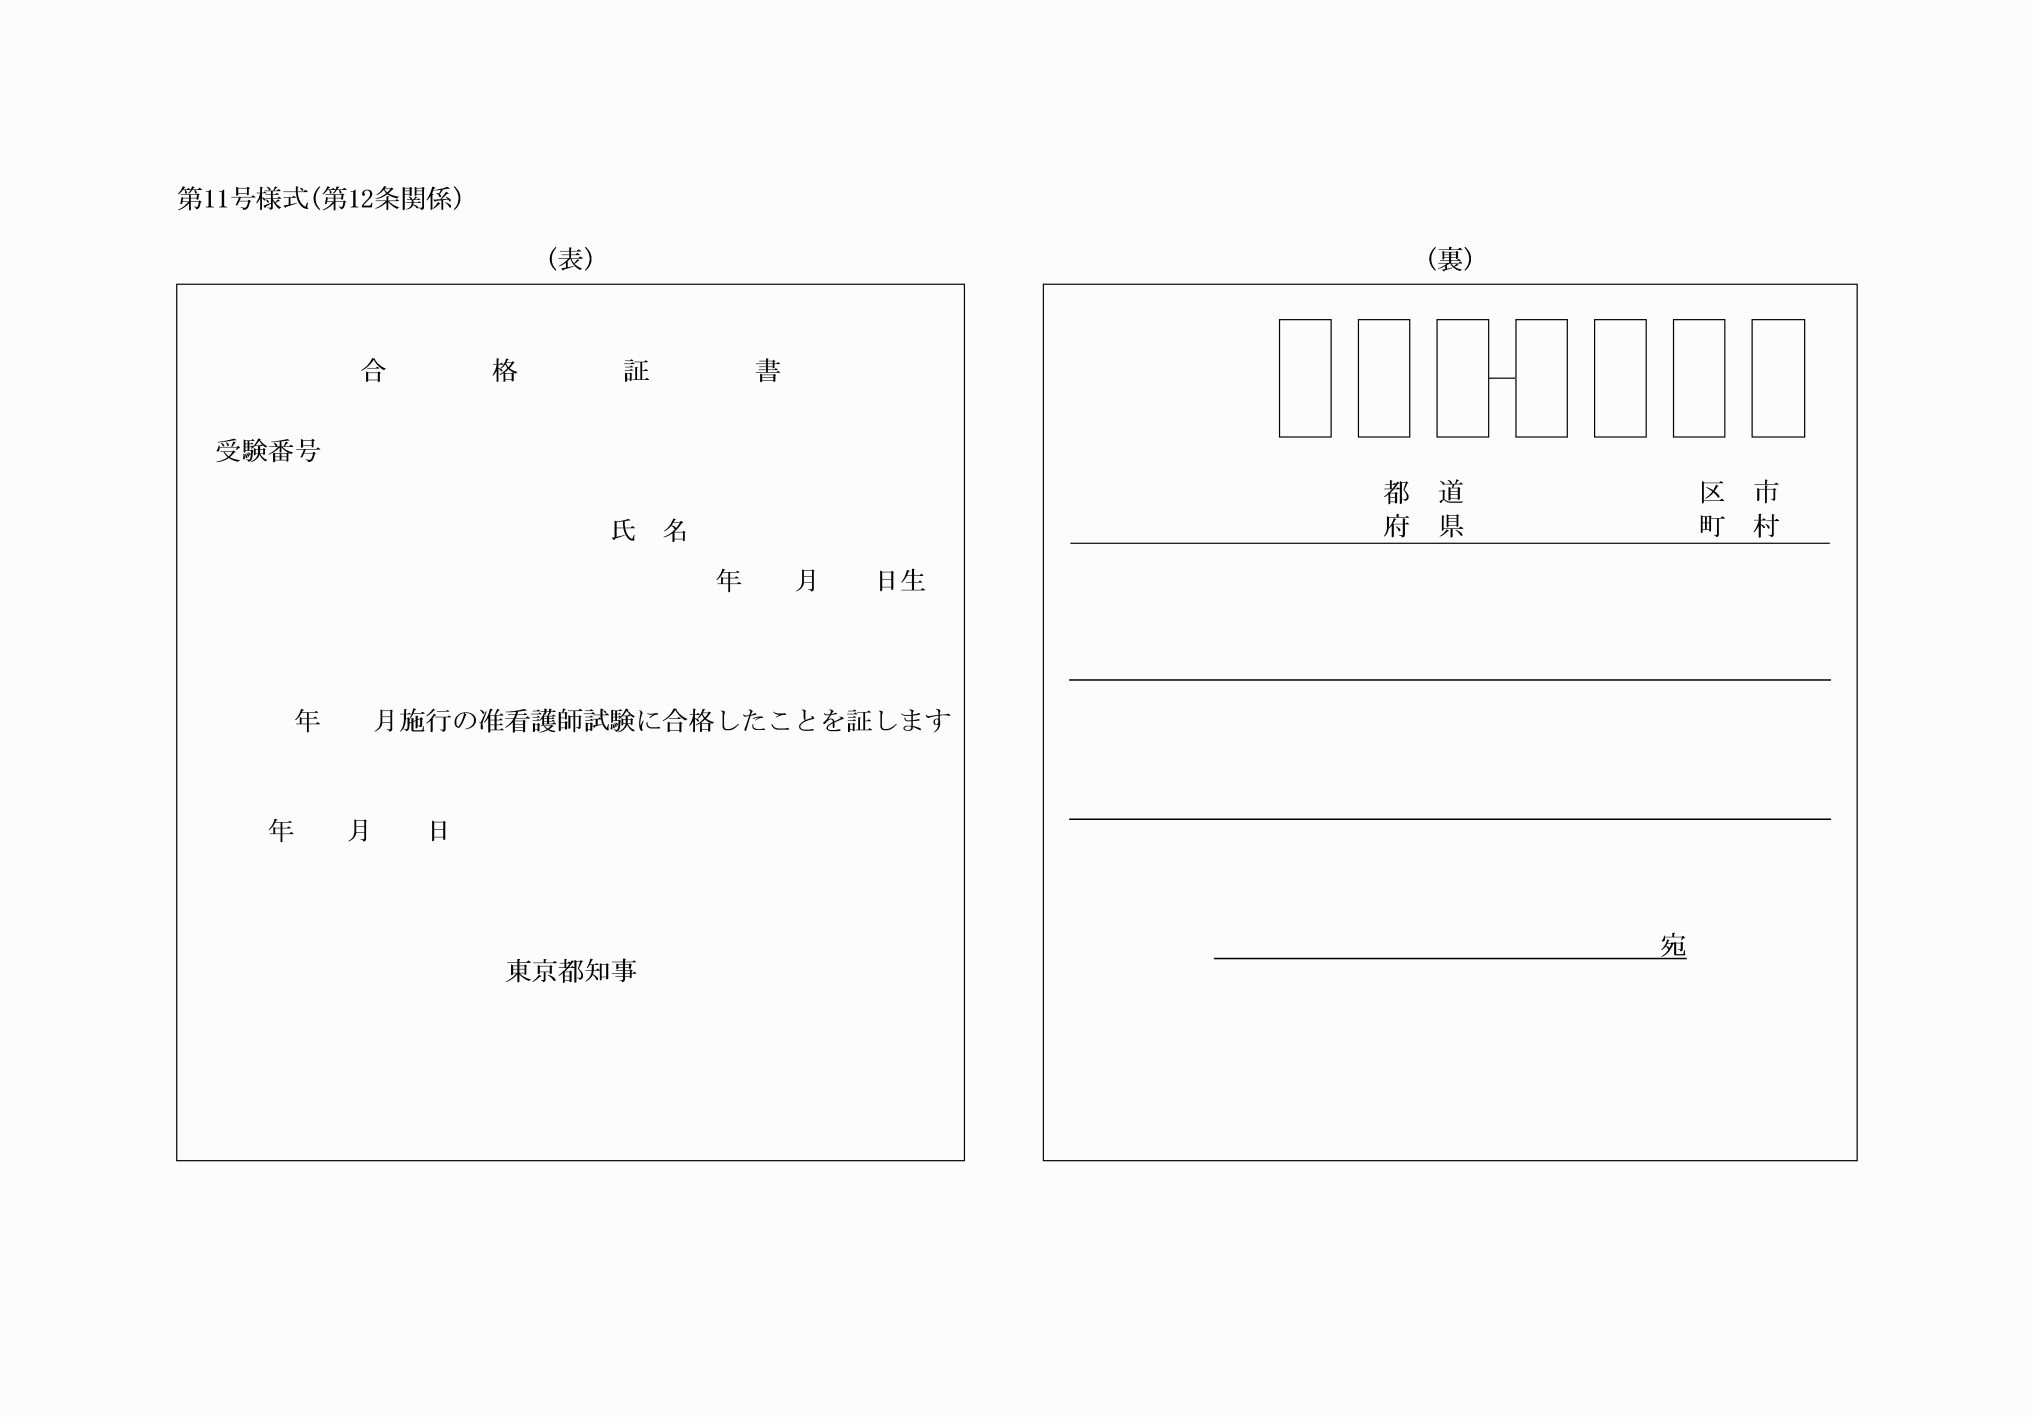 第11号様式(第12条関係)
(表)
合　格　証　書
受験番号
氏　名
年　月　日生
年　月施行の准看護師試験に合格したことを証します
年　月　日
東京都知事
(裏)
都　道　区　市
府　県　町　村
宛